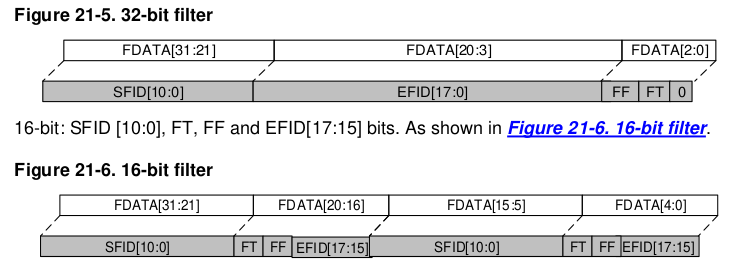 Figure 21-5. 32-bit filter
FDATA[31:21] FDATA[20:3] FDATA[2:0]
SFID[10:0] EFID[17:0] FF FT 0
16-bit: SFID [10:0], FT, FF and EFID[17:15] bits. As shown in Figure 21-6. 16-bit filter.
Figure 21-6. 16-bit filter
FDATA[31:21] FDATA[20:16] FDATA[15:5] FDATA[4:0]
SFID[10:0] FT FF EFID[17:15] SFID[10:0] FT FF EFID[17:15]